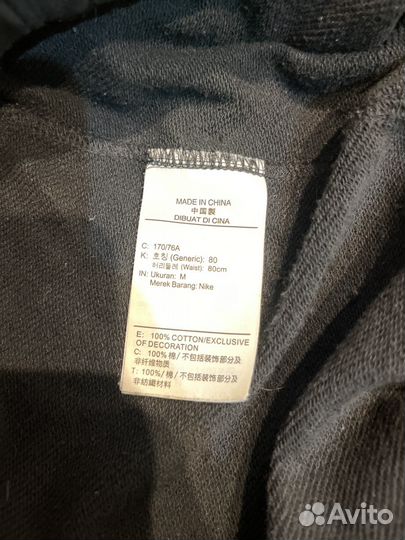 MADE IN CHINA
中国製
DIBUAT DI CINA
C: 170/76A
K: 호칭 (Generic): 80
허리둘레 (Waist): 80cm
IN: Ukuran: M
Merek Barang: Nike
E: 100% COTTON/EXCLUSIVE
OF DECORATION
C: 100% 棉/不包括装饰部分及
非纤维物质
T: 100%/棉/不包括裝飾部分及
非紡織材料
Avito